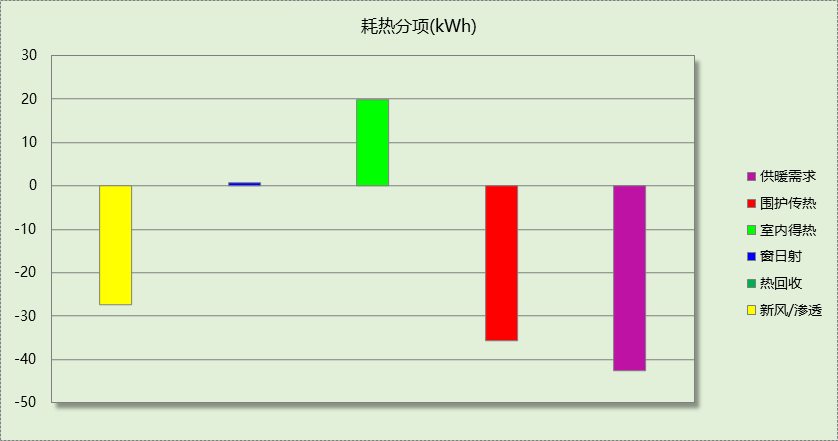 耗热分项(kWh)
30
20
10
0
-10
-20
-30
-40
-50
供暖需求
围护传热
室内得热
窗日射
热回收
新风/渗透